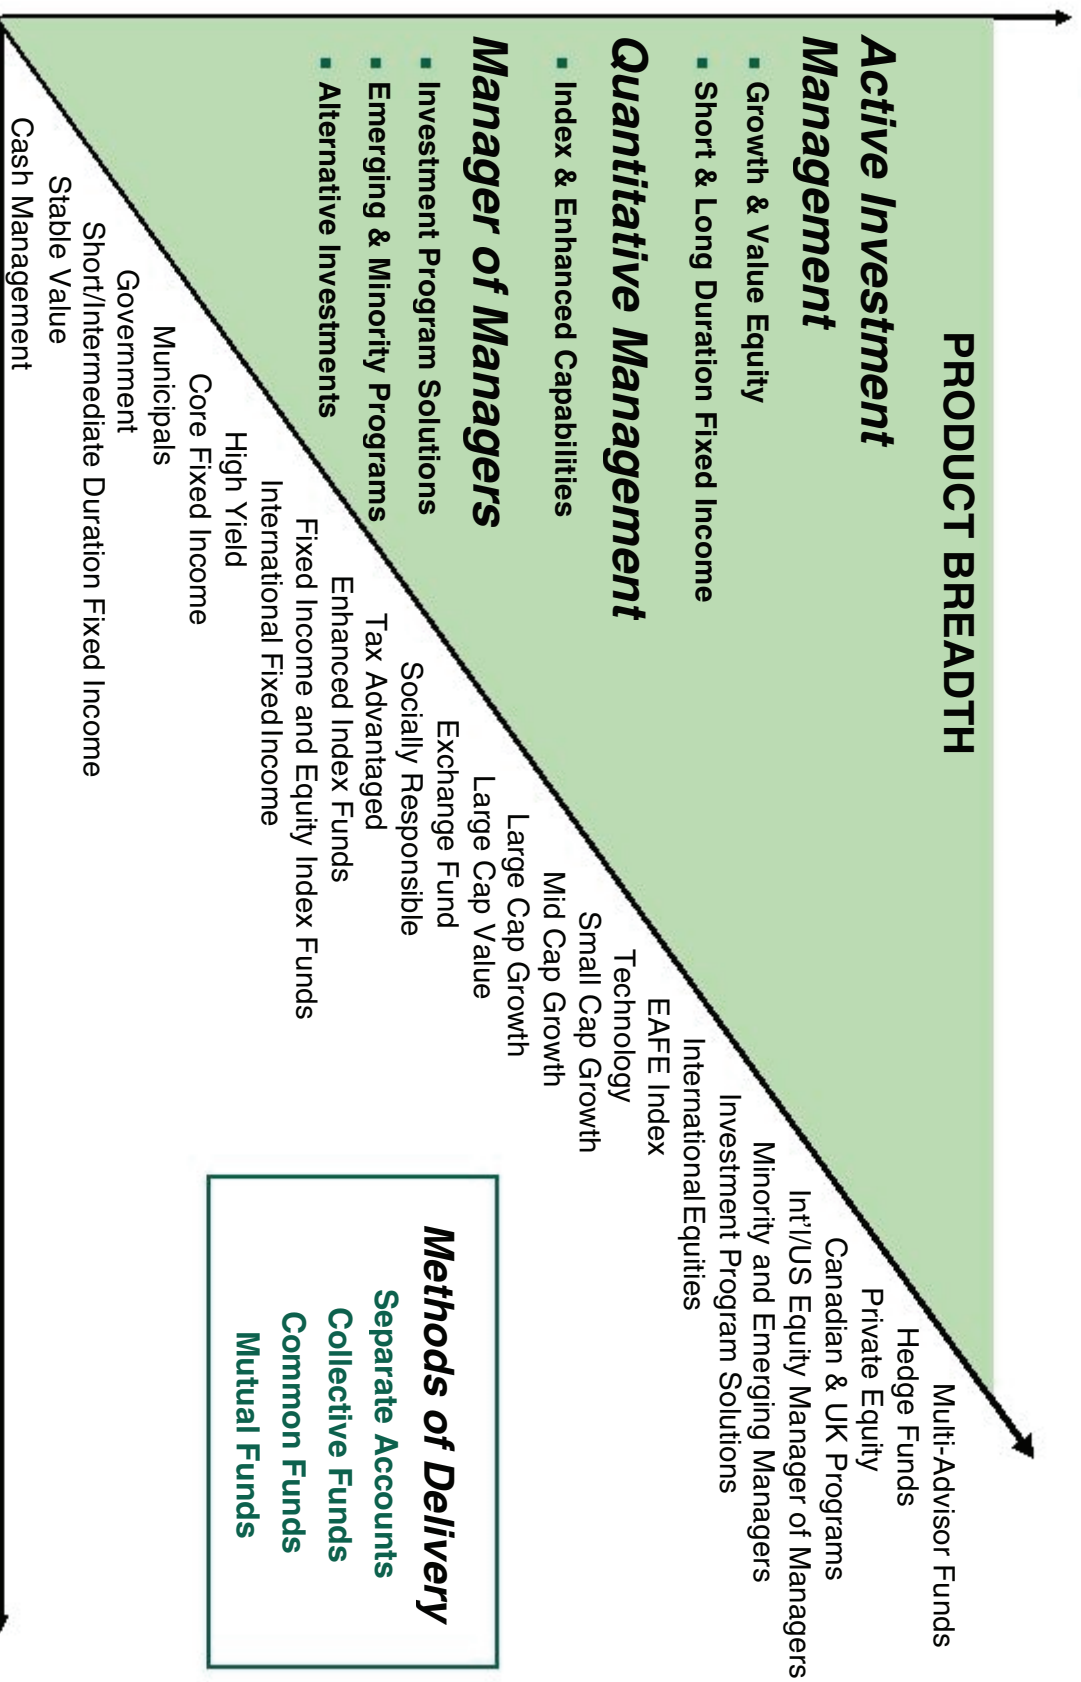 PRODUCT BREADTH
Active Investment
Management
▪ Growth & Value Equity
▪ Short & Long Duration Fixed Income
Quantitative Management
▪ Index & Enhanced Capabilities
Manager of Managers
▪ Investment Program Solutions
▪ Emerging & Minority Programs
▪ Alternative Investments
Multi-Advisor Funds
Hedge Funds
Private Equity
Canadian & UK Programs
Int'l/US Equity Manager of Managers
Minority and Emerging Managers
Investment Program Solutions
International Equities
EAFE Index
Technology
Small Cap Growth
Mid Cap Growth
Large Cap Growth
Large Cap Value
Exchange Fund
Socially Responsible
Tax Advantaged
Enhanced Index Funds
Fixed Income and Equity Index Funds
International Fixed Income
High Yield
Core Fixed Income
Municipals
Government
Short/Intermediate Duration Fixed Income
Stable Value
Cash Management
Methods of Delivery
Separate Accounts
Collective Funds
Common Funds
Mutual Funds